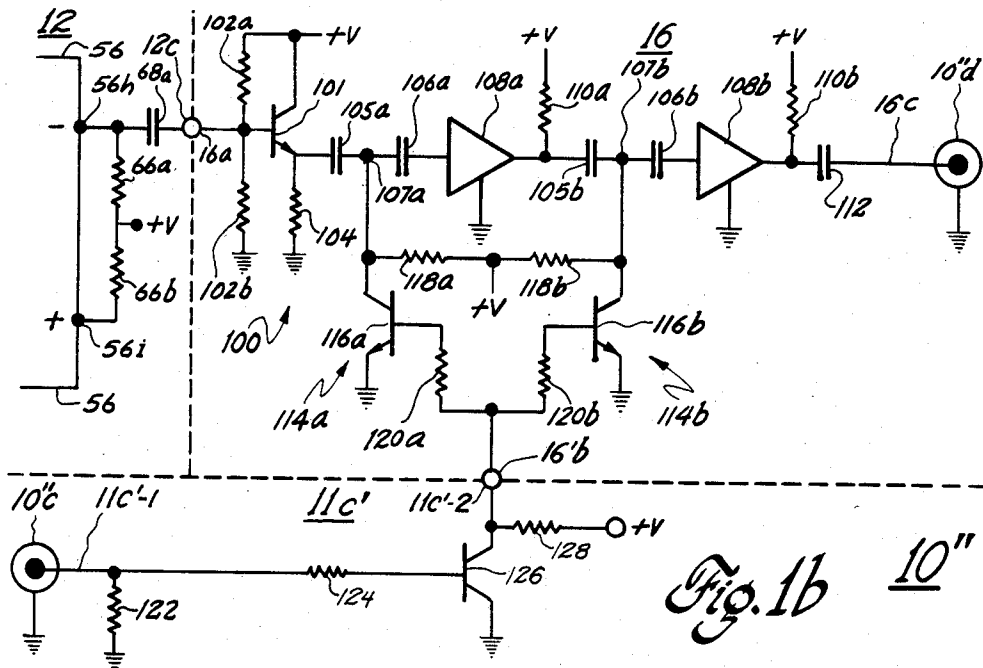 12
56
12c
102a
+V
+V
16
107b
+V
10"d
56h
68a
101
106a
108a
110a
106b
108b
110b
16c
-
105a
66a
16a
107a
105b
112
+V
104
66b
102b
118a
118b
+V
+
100
116a
116b
56i
56
114a
120a
120b
114b
16'b
10"c
11c'-1
11c'
11c'-2
+V
128
10"
122
124
126
Fig. 1b